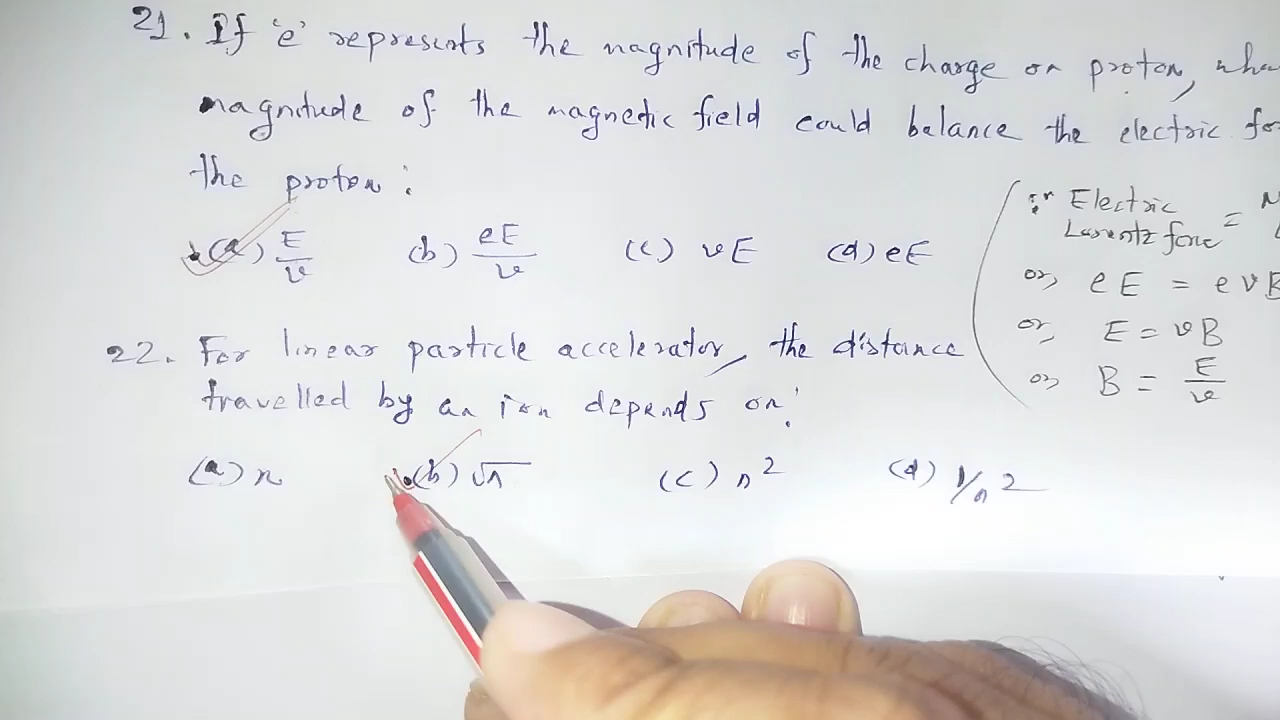 21. If 'e' represents the magnitude of the charge on proton,
magnitude of the magnetic field could balance the electric
the proton:
(a) E/v (b) eE/v (c) vE (d) eE
∵ Electric
Lorentz force =
or, eE = evB
or, E = vB
or, B = E/v
22. For linear particle accelerator, the distance
travelled by an ion depends on:
(a) n (b) √n (c) n² (d) 1/n²